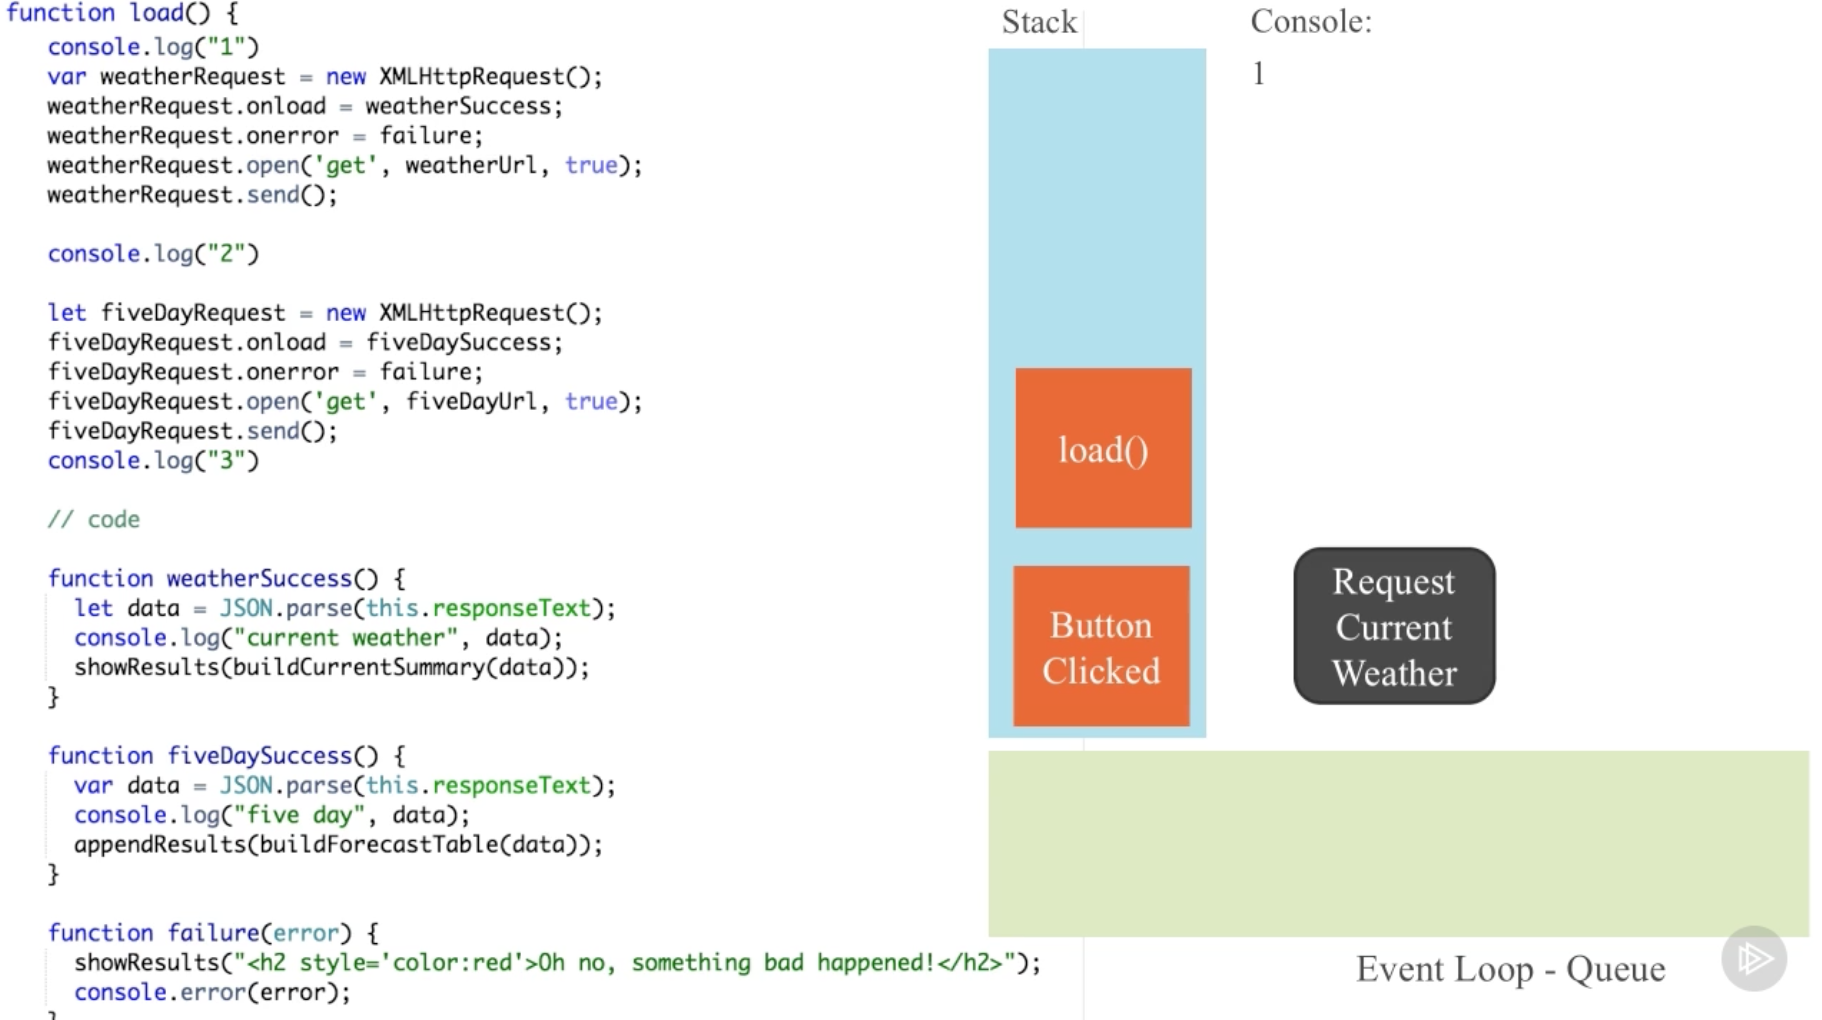 function load() {
console.log("1")
var weatherRequest = new XMLHttpRequest();
weatherRequest.onload = weatherSuccess;
weatherRequest.onerror = failure;
weatherRequest.open('get', weatherUrl, true);
weatherRequest.send();
console.log("2")
let fiveDayRequest = new XMLHttpRequest();
fiveDayRequest.onload = fiveDaySuccess;
fiveDayRequest.onerror = failure;
fiveDayRequest.open('get', fiveDayUrl, true);
fiveDayRequest.send();
console.log("3")
// code
function weatherSuccess() {
let data = JSON.parse(this.responseText);
console.log("current weather", data);
showResults(buildCurrentSummary(data));
}
function fiveDaySuccess() {
var data = JSON.parse(this.responseText);
console.log("five day", data);
appendResults(buildForecastTable(data));
}
function failure(error) {
showResults("<h2 style='color:red'>Oh no, something bad happened!</h2>");
console.error(error);
}
Stack
load()
Button
Clicked
Console:
1
Request
Current
Weather
Event Loop - Queue